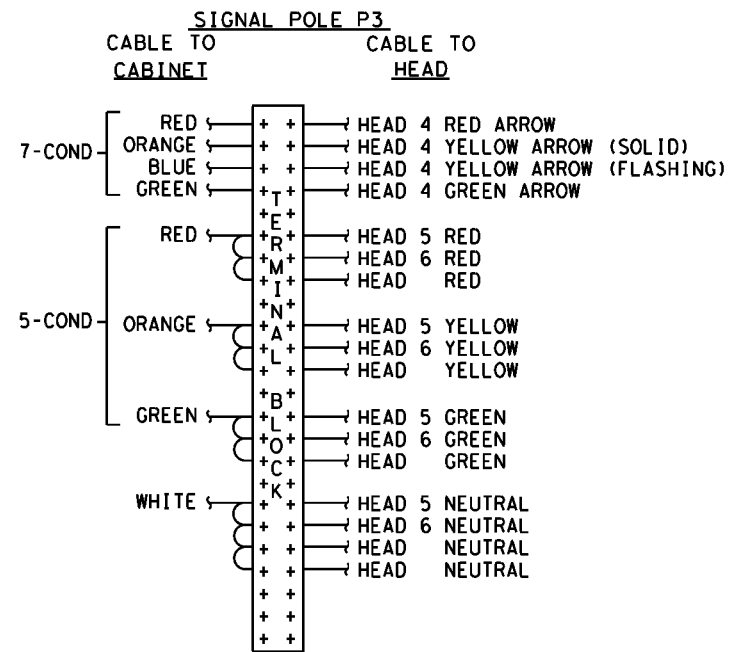 SIGNAL POLE P3
CABLE TO CABLE TO
CABINET HEAD
RED HEAD 4 RED ARROW
7-COND ORANGE HEAD 4 YELLOW ARROW (SOLID)
BLUE HEAD 4 YELLOW ARROW (FLASHING)
GREEN HEAD 4 GREEN ARROW
RED HEAD 5 RED
HEAD 6 RED
HEAD RED
5-COND ORANGE HEAD 5 YELLOW
HEAD 6 YELLOW
HEAD YELLOW
GREEN HEAD 5 GREEN
HEAD 6 GREEN
HEAD GREEN
WHITE HEAD 5 NEUTRAL
HEAD 6 NEUTRAL
HEAD NEUTRAL
HEAD NEUTRAL
TERMINAL BLOCK